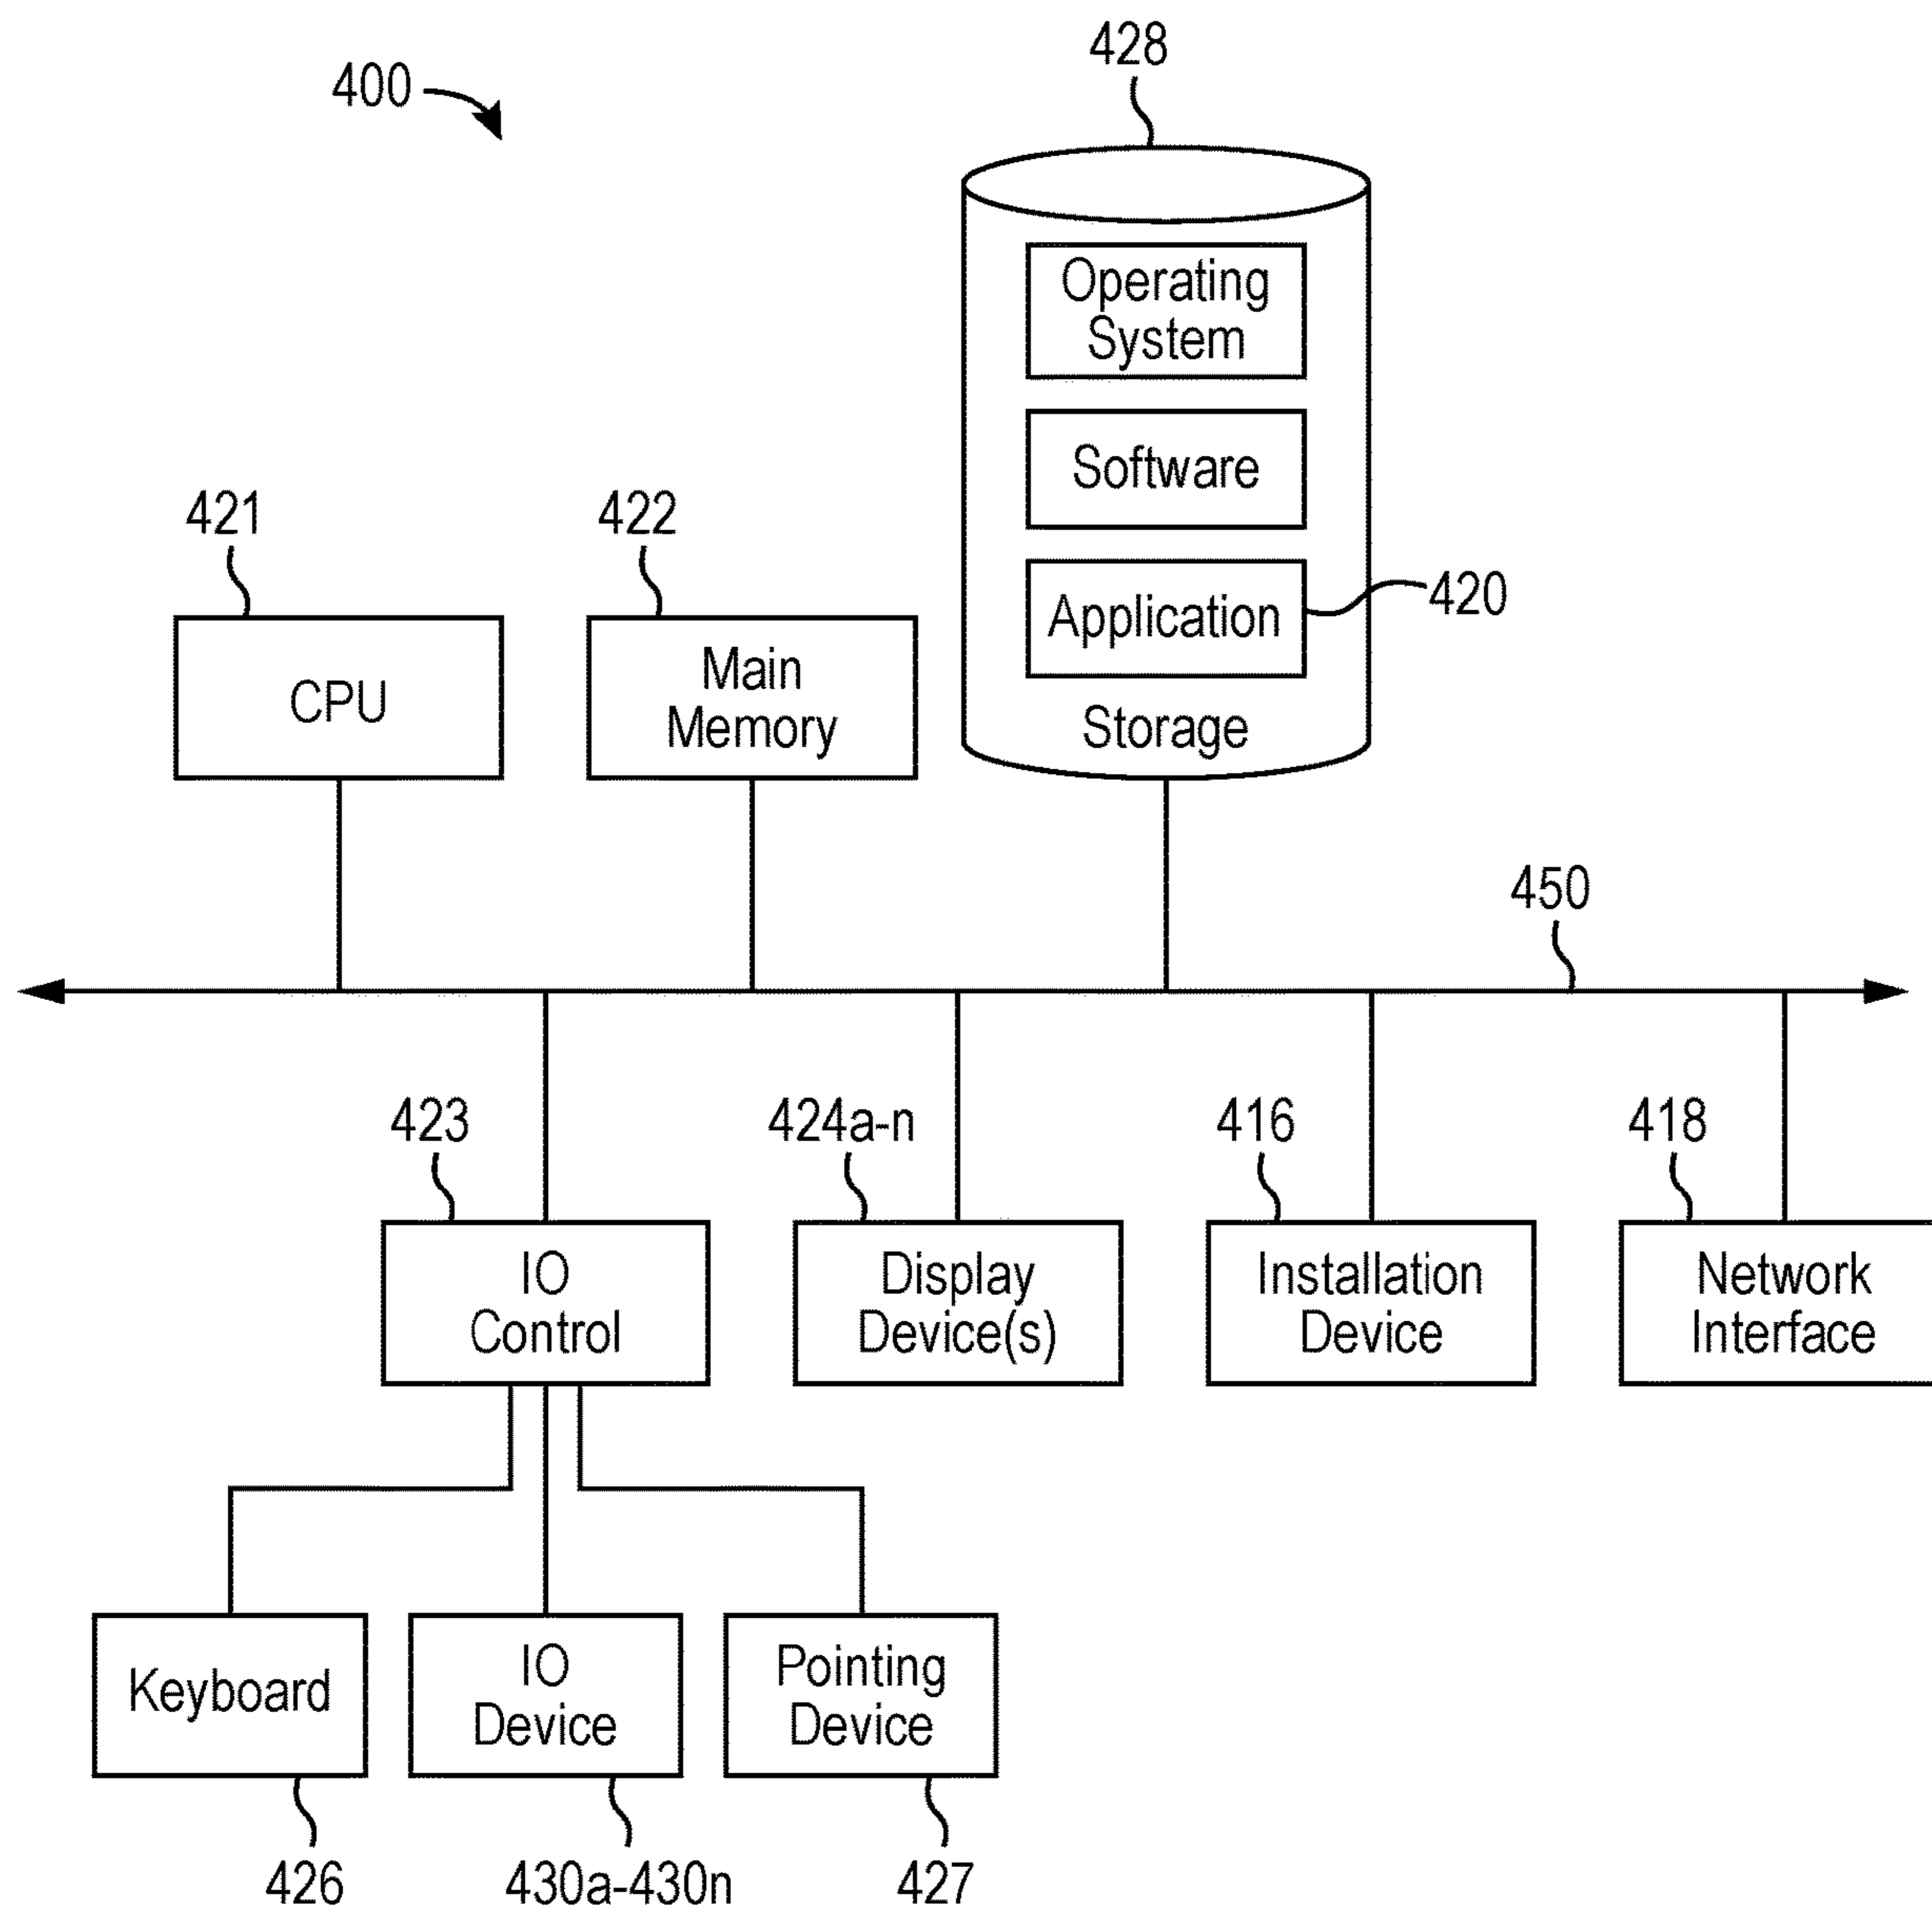 428
400
Operating
System
Software
421
422
Application
420
CPU
Main
Memory
Storage
450
423
424a-n
416
418
IO
Control
Display
Device(s)
Installation
Device
Network
Interface
Keyboard
IO
Device
Pointing
Device
426
430a-430n
427